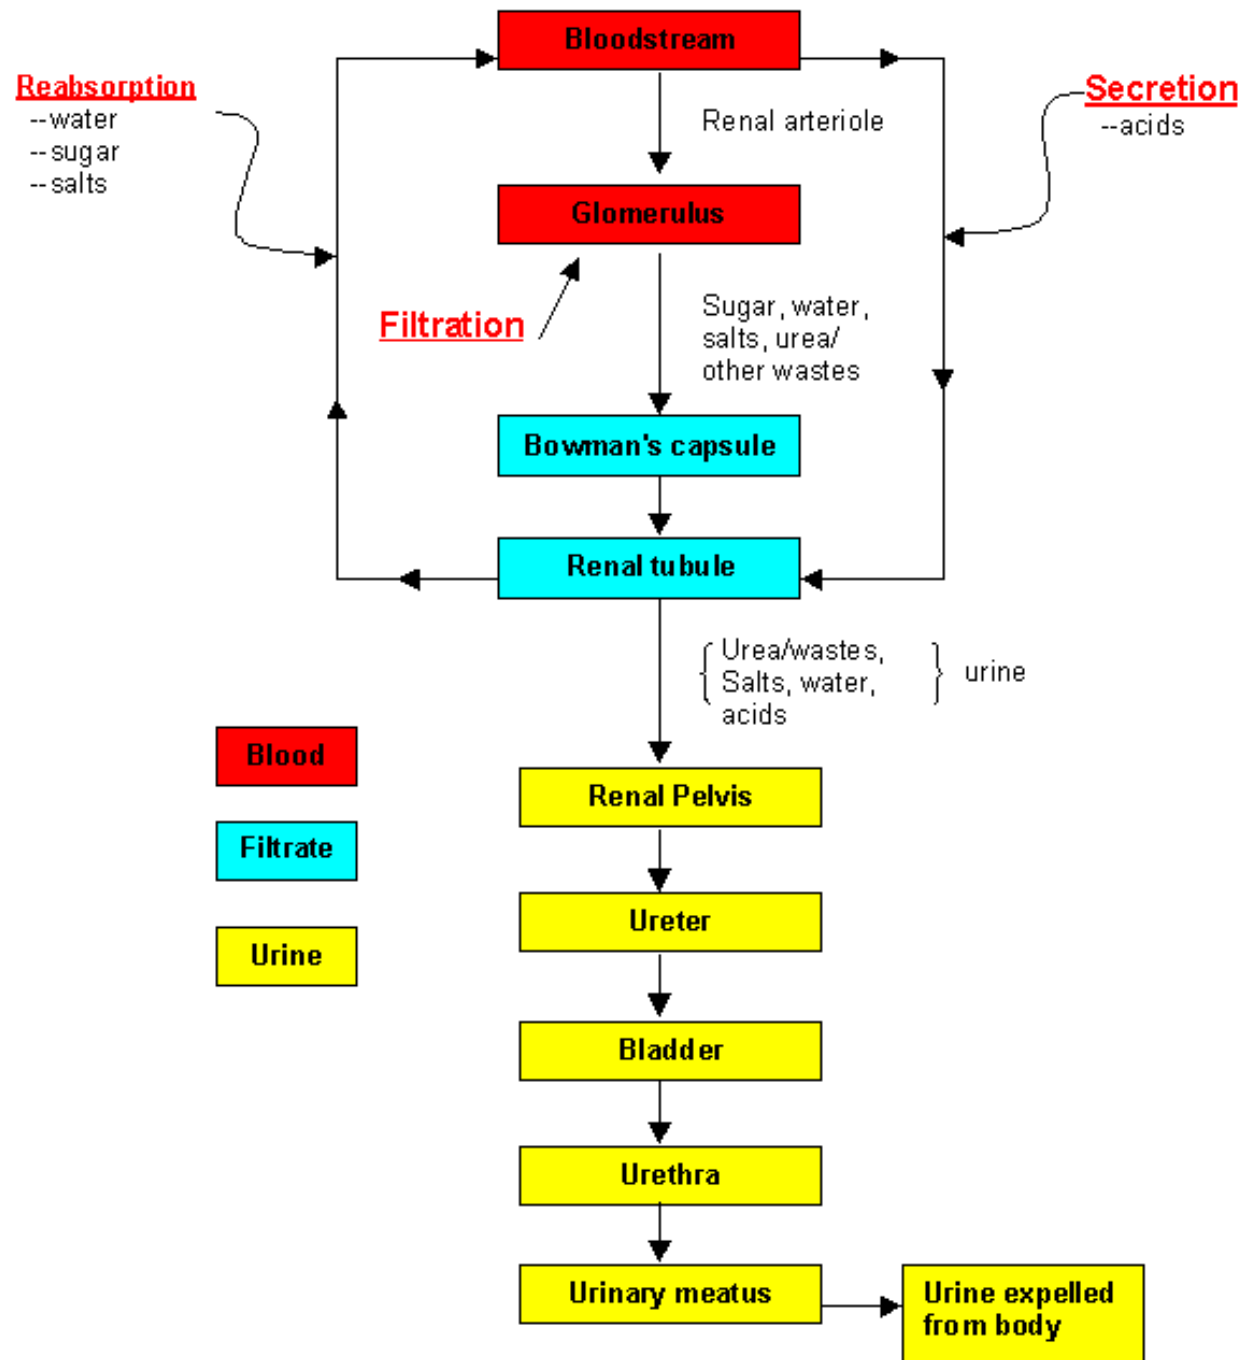 Bloodstream
Reabsorption
--water
--sugar
--salts
Renal arteriole
Secretion
--acids
Glomerulus
Filtration
Sugar, water,
salts, urea/
other wastes
Bowman's capsule
Renal tubule
Urea/wastes,
Salts, water,
acids
urine
Blood
Filtrate
Urine
Renal Pelvis
Ureter
Bladder
Urethra
Urinary meatus
Urine expelled
from body